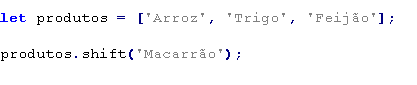 let produtos = ['Arroz', 'Trigo', 'Feijão'];
produtos.shift('Macarrão');